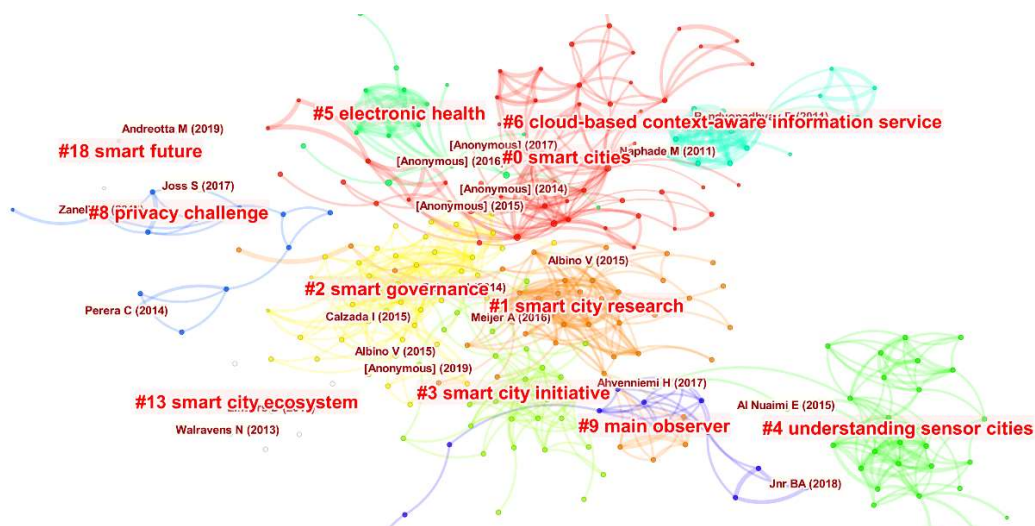 #5 electronic health
#6 cloud-based context-aware information service
Andreotta M (2019)
[Anonymous] (2017)
Naphade M (2011)
#18 smart future
[Anonymous] (2016)
#0 smart cities
Joss S (2017)
[Anonymous] (2014)
[Anonymous] (2015)
#8 privacy challenge
Albino V (2015)
#2 smart governance
#1 smart city research
Perera C (2014)
Calzada I (2015)
Meijer A (2016)
Albino V (2015)
[Anonymous] (2019)
Ahvenniemi H (2017)
#3 smart city initiative
#13 smart city ecosystem
Al Nuaimi E (2015)
Walravens N (2013)
#9 main observer
#4 understanding sensor cities
Jnr BA (2018)